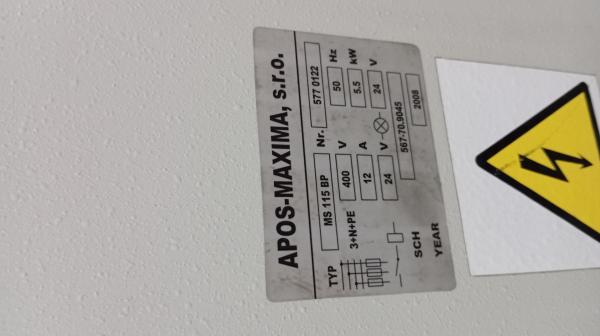 APOS-MAXIMA, s.r.o.
TYP MS 115 BP Nr. 577 0122
3+N+PE 400 V 50 Hz
12 A 5.5 kW
24 V 24 V
SCH 567-70.9045
YEAR 2008